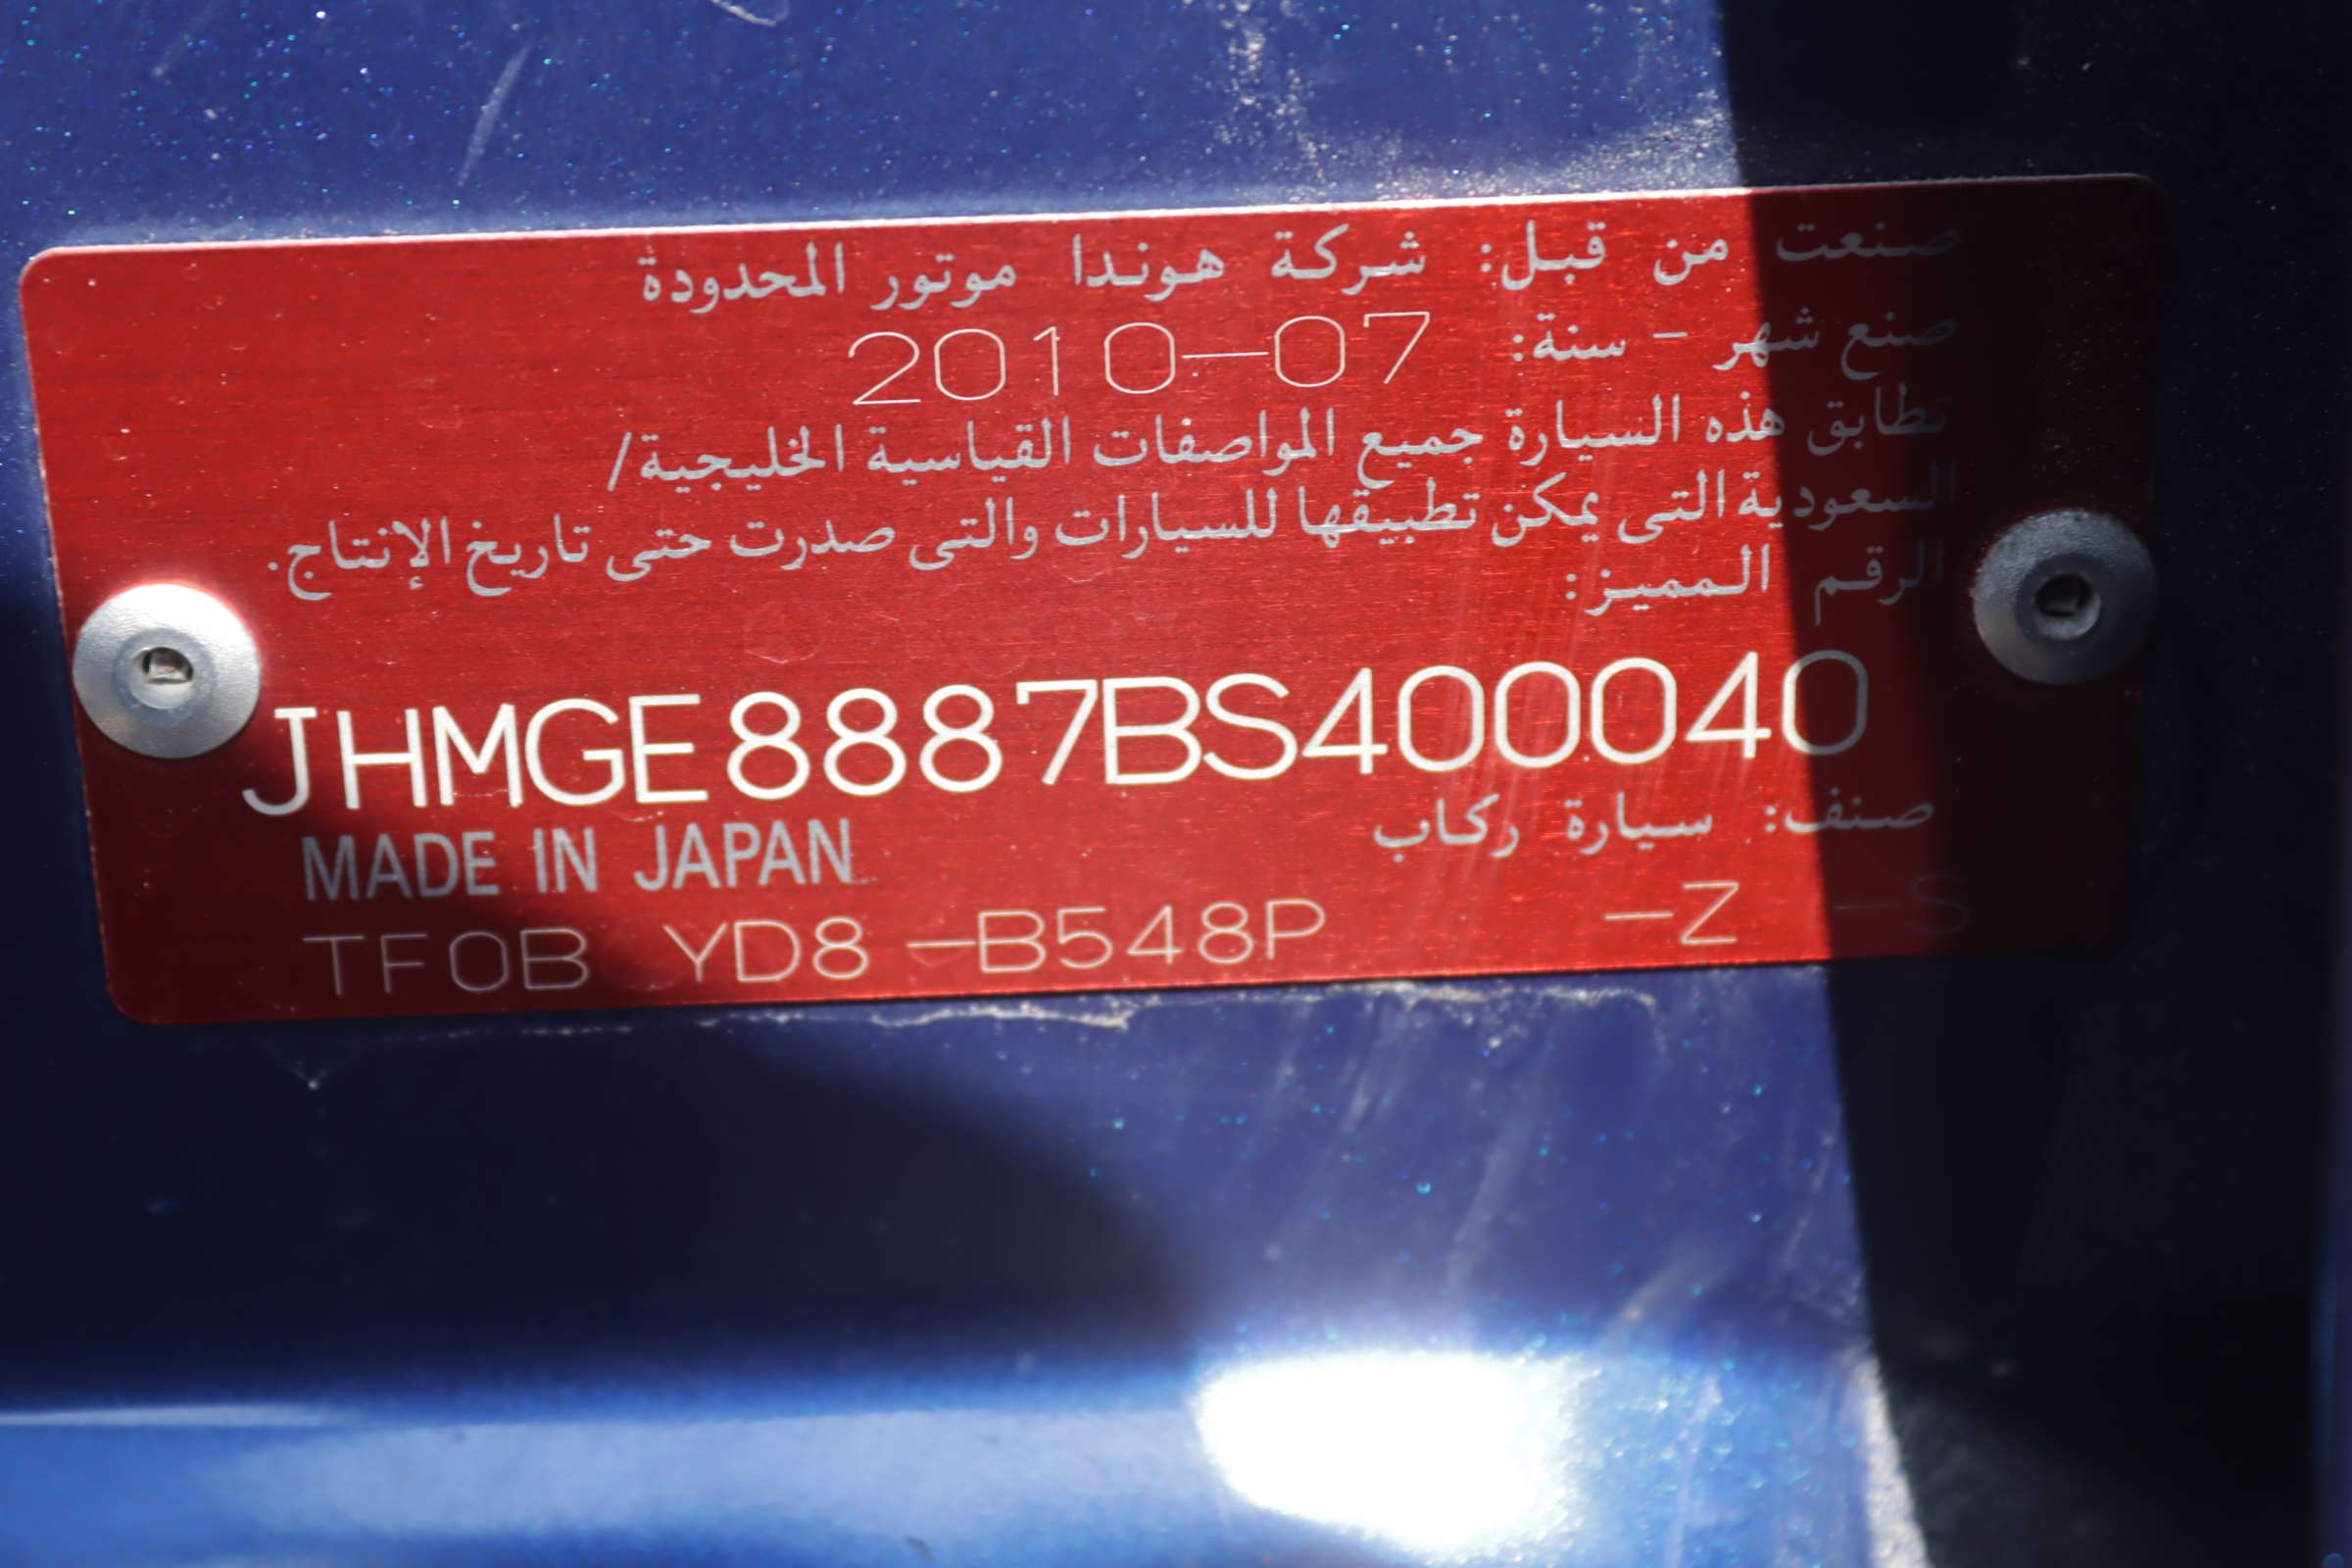 صنعت من قبل: شركة هوندا موتور المحدودة
صنع شهر - سنة: 2010-07
تطابق هذه السيارة جميع المواصفات القياسية الخليجية/
السعودية التى يمكن تطبيقها للسيارات والتى صدرت حتى تاريخ الإنتاج.
الرقم المميز:
JHMGE8887BS400040
صنف: سيارة ركاب
MADE IN JAPAN
TF0B YD8 -B548P -Z -S